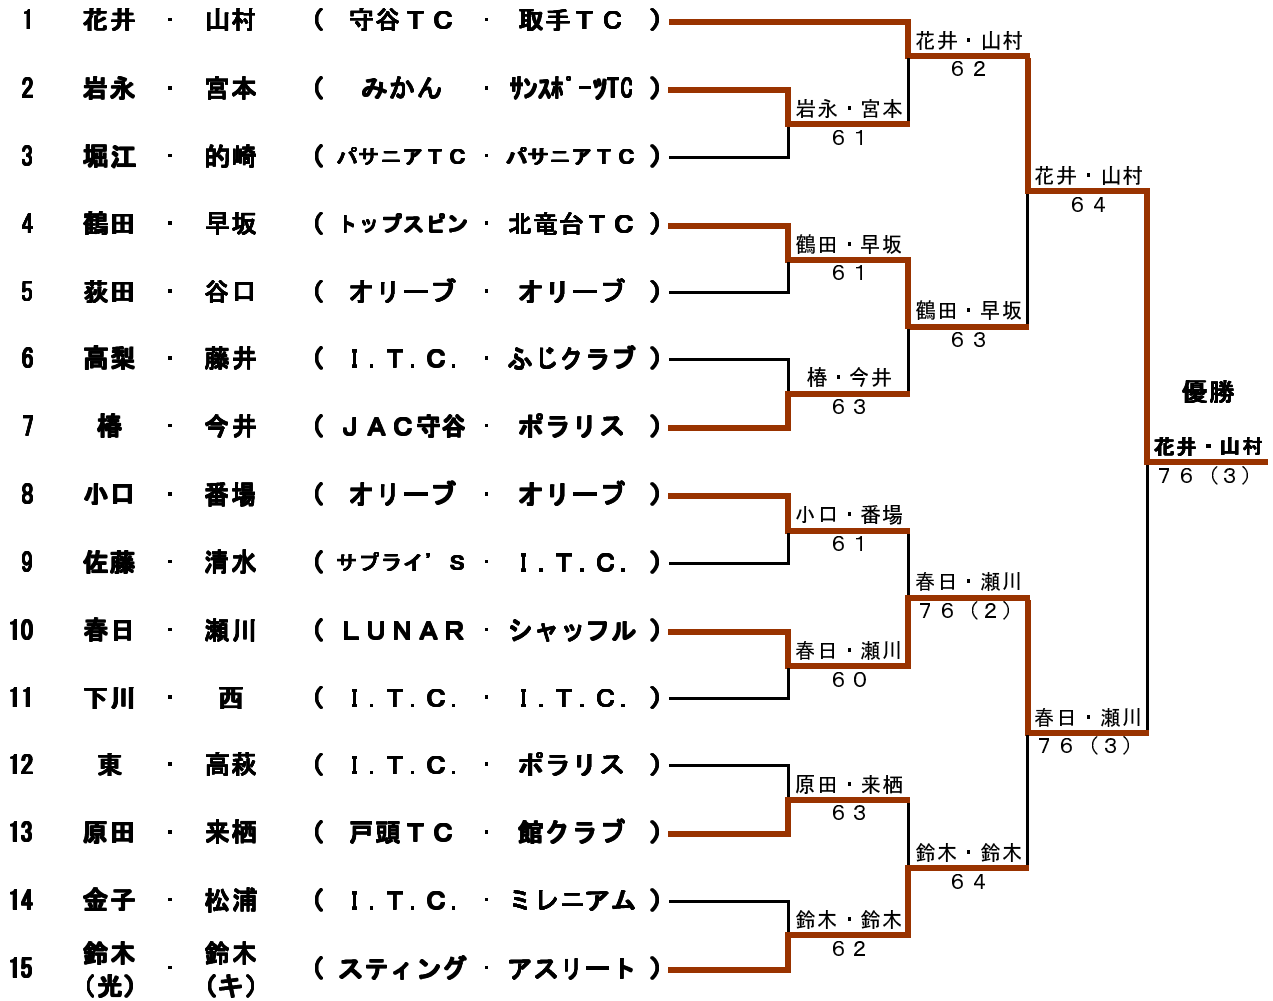 1 花井 ・ 山村 ( 守谷ＴＣ ・ 取手ＴＣ )
花井・山村
６２
2 岩永 ・ 宮本 ( みかん ・ ｻﾝｽﾎﾟｰﾂTC )
岩永・宮本
６１
3 堀江 ・ 的崎 ( パサニアＴＣ ・ パサニアＴＣ )
花井・山村
６４
4 鶴田 ・ 早坂 ( トップスピン ・ 北竜台ＴＣ )
鶴田・早坂
６１
5 荻田 ・ 谷口 ( オリーブ ・ オリーブ )
鶴田・早坂
６３
6 高梨 ・ 藤井 ( Ｉ．Ｔ．Ｃ． ・ ふじクラブ )
椿・今井
６３
優勝
7 椿 ・ 今井 ( ＪＡＣ守谷 ・ ポラリス )
花井・山村
７６（３）
8 小口 ・ 番場 ( オリーブ ・ オリーブ )
小口・番場
６１
9 佐藤 ・ 清水 ( サプライ’Ｓ ・ Ｉ．Ｔ．Ｃ． )
春日・瀬川
７６（２）
10 春日 ・ 瀬川 ( ＬＵＮＡＲ ・ シャッフル )
春日・瀬川
６０
11 下川 ・ 西 ( Ｉ．Ｔ．Ｃ． ・ Ｉ．Ｔ．Ｃ． )
春日・瀬川
７６（３）
12 東 ・ 高萩 ( Ｉ．Ｔ．Ｃ． ・ ポラリス )
原田・来栖
６３
13 原田 ・ 来栖 ( 戸頭ＴＣ ・ 館クラブ )
鈴木・鈴木
６４
14 金子 ・ 松浦 ( Ｉ．Ｔ．Ｃ． ・ ミレニアム )
鈴木・鈴木
６２
15 鈴木(光) ・ 鈴木(キ) ( スティング ・ アスリート )